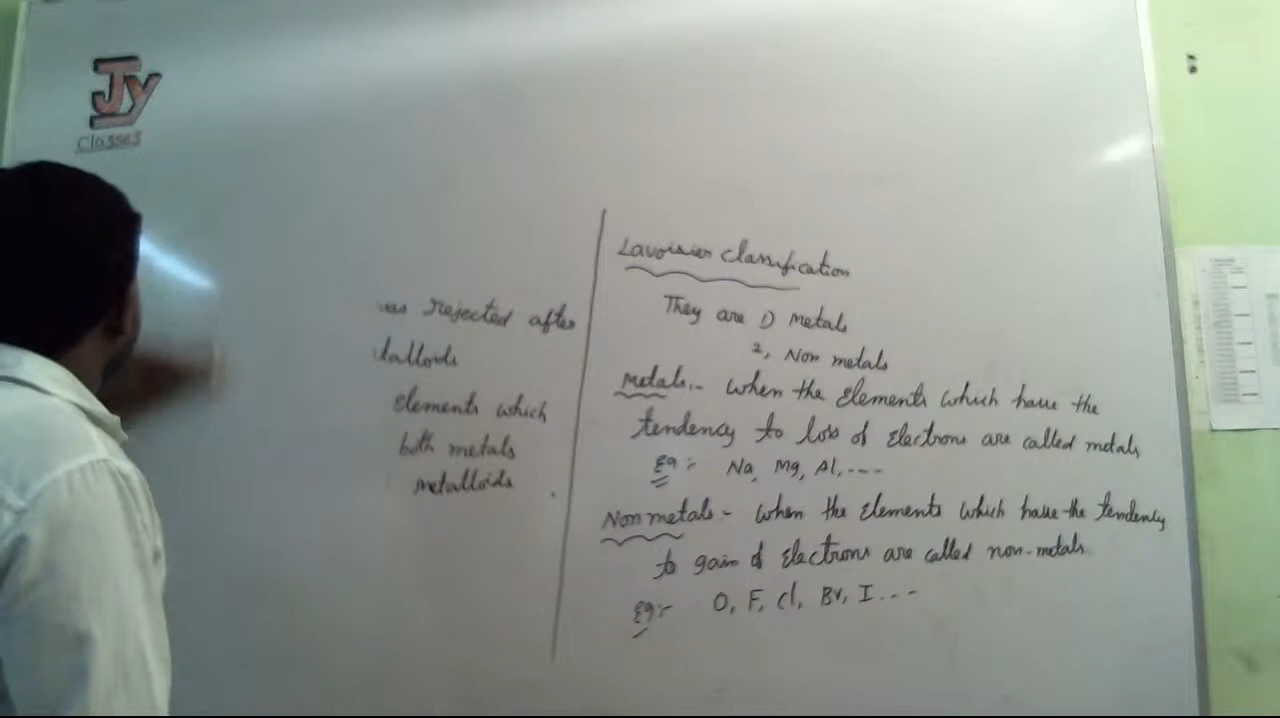 Jy
Classes
rejected after
elements which
both metals
metalloids
Lavoisier classification
They are 1) metals
2, Non metals
Metals:- when the Elements which have the
tendency to loss of Electrons are called metals
Eg:- Na, Mg, Al,----
Non metals:- when the Elements which have the tendency
to gain of Electrons are called non-metals.
Eg:- O, F, Cl, Br, I...-